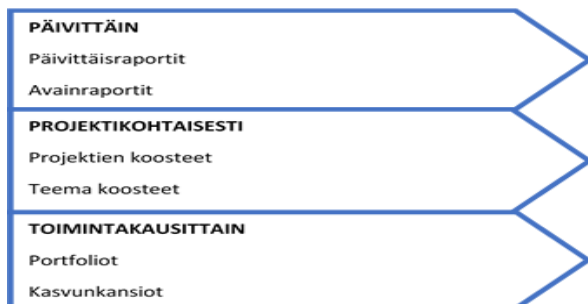 PÄIVITTÄIN
Päivittäisraportit
Avainraportit
PROJEKTIKOHTAISESTI
Projektien koosteet
Teema koosteet
TOIMINTAKAUSITTAIN
Portfoliot
Kasvunkansiot